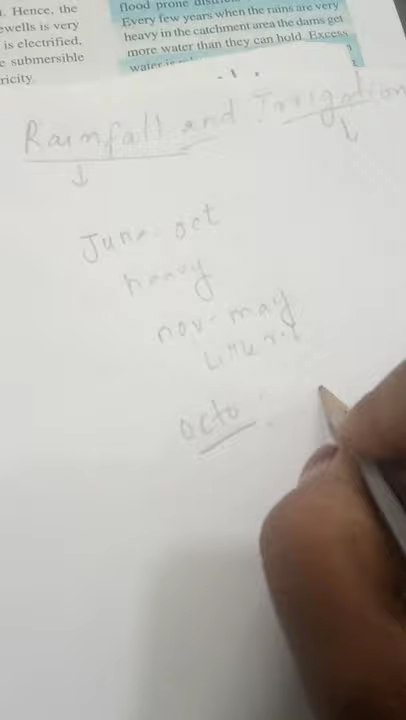 . Hence, the
ewells is very
is electrified,
e submersible
ricity
flood prone
Every few years when the rains are very
heavy in the catchment area the dams get
more water than they can hold. Excess
water is
Rainfall and Irrigation
June - oct
heavy
nov - may
octo :